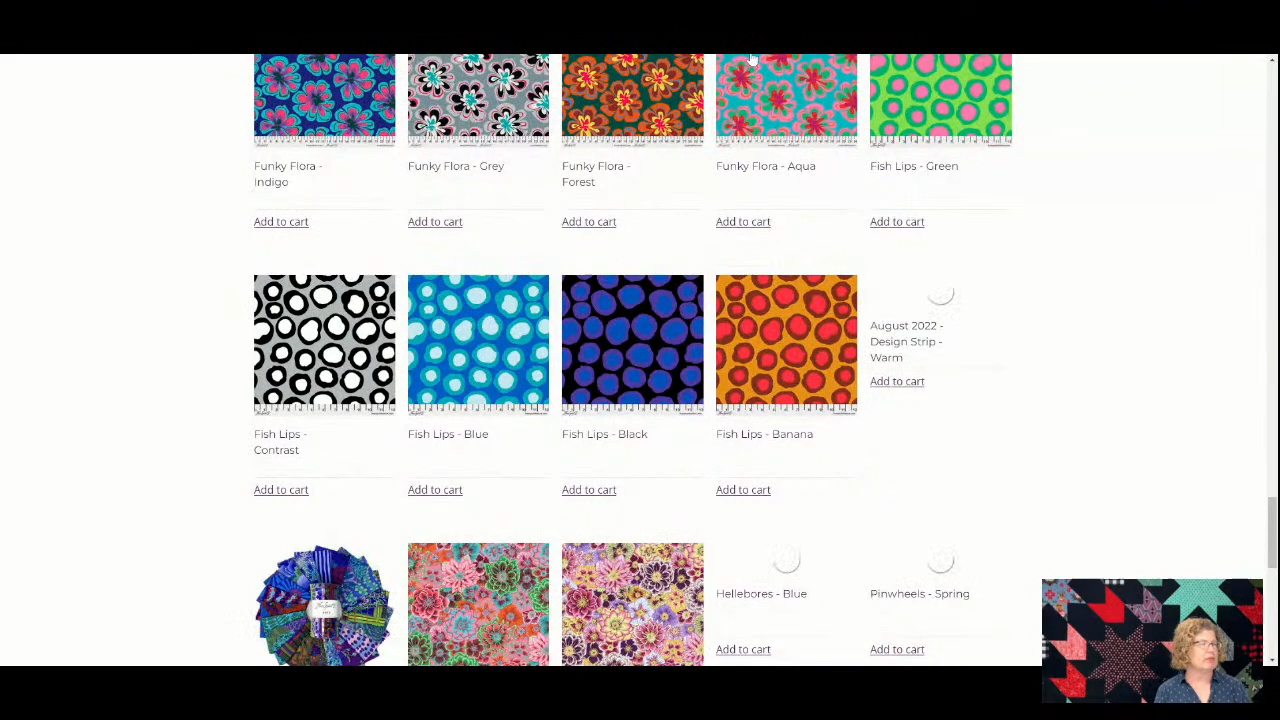 Funky Flora -
Indigo
Funky Flora - Grey
Funky Flora -
Forest
Funky Flora - Aqua
Fish Lips - Green
Add to cart
Add to cart
Add to cart
Add to cart
Add to cart
August 2022 -
Design Strip -
Warm
Add to cart
Fish Lips -
Contrast
Fish Lips - Blue
Fish Lips - Black
Fish Lips - Banana
Add to cart
Add to cart
Add to cart
Add to cart
Hellebores - Blue
Pinwheels - Spring
Add to cart
Add to cart